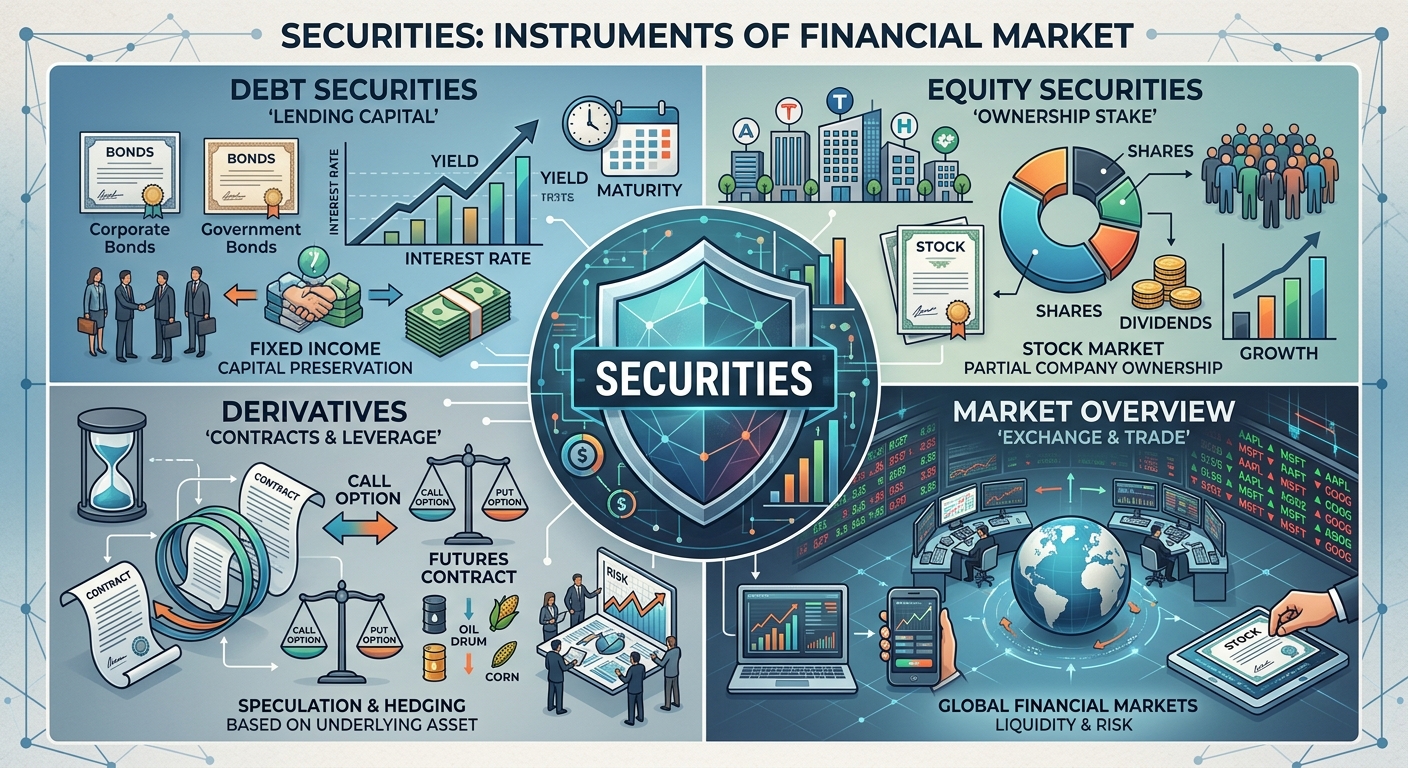 SECURITIES: INSTRUMENTS OF FINANCIAL MARKET
DEBT SECURITIES
'LENDING CAPITAL'
BONDS
BONDS
Corporate
Bonds
Government
Bonds
INTEREST RATE
YIELD
YIELD
MATURITY
INTEREST RATE
FIXED INCOME
CAPITAL PRESERVATION
EQUITY SECURITIES
'OWNERSHIP STAKE'
A
T
T
H
SHARES
STOCK
SHARES
DIVIDENDS
GROWTH
STOCK MARKET
PARTIAL COMPANY OWNERSHIP
SECURITIES
$
$
DERIVATIVES
'CONTRACTS & LEVERAGE'
CONTRACT
CONTRACT
CALL
OPTION
CALL
OPTION
PUT
OPTION
CALL
OPTION
PUT
OPTION
FUTURES
CONTRACT
OIL
DRUM
CORN
RISK
SPECULATION & HEDGING
BASED ON UNDERLYING ASSET
MARKET OVERVIEW
'EXCHANGE & TRADE'
AAPL
MSFT
GOOG
MSFT
COOG
MSFT
GOOG
STOCK
GLOBAL FINANCIAL MARKETS
LIQUIDITY & RISK